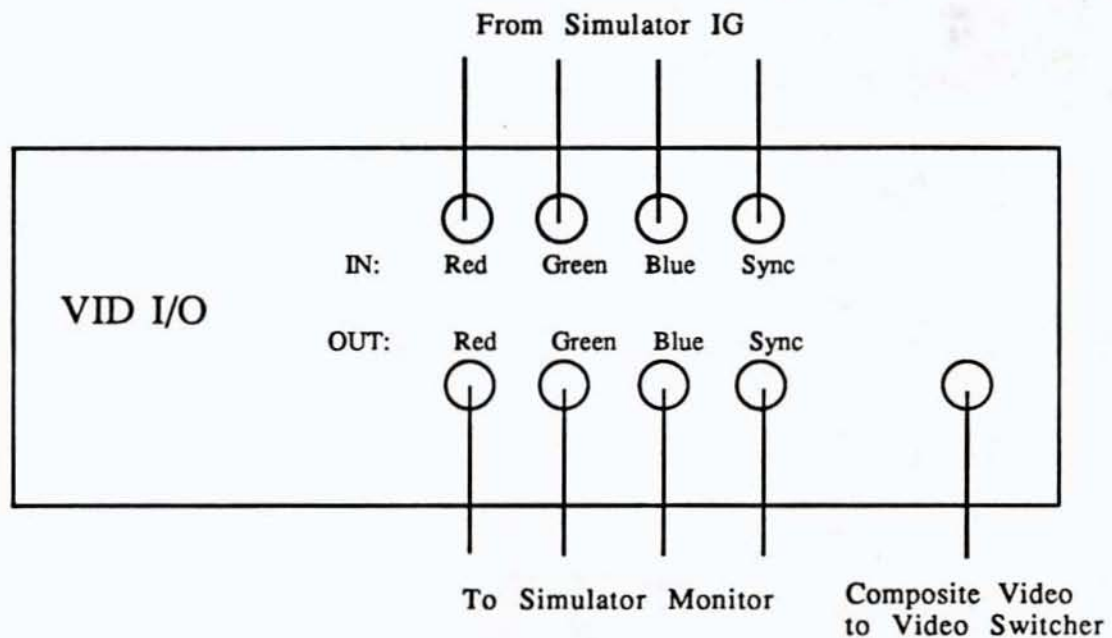 From Simulator IG
IN: Red Green Blue Sync
VID I/O
OUT: Red Green Blue Sync
To Simulator Monitor
Composite Video
to Video Switcher